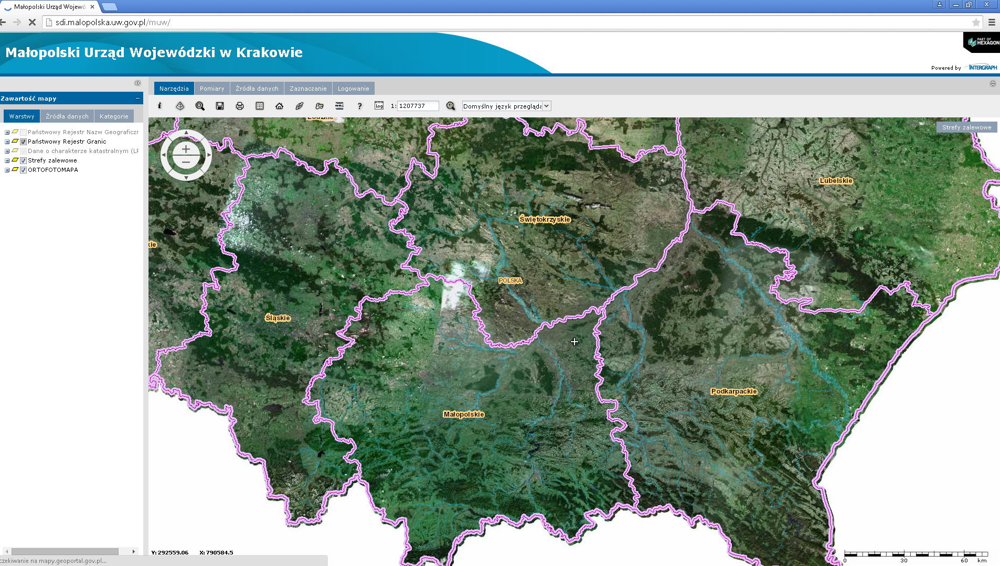 Małopolski Urząd Wojewó
sdi.malopolska.uw.gov.pl/muw/
Małopolski Urząd Wojewódzki w Krakowie
PART OF
HEXAGON
Powered by INTERGRAPH
Zawartość mapy
Warstwy Źródła danych Kategorie
Państwowy Rejestr Nazw Geograficzr
Państwowy Rejestr Granic
Dane o charakterze katastralnym (LF
Strefy zalewowe
ORTOFOTOMAPA
Narzędzia Pomiary Źródła danych Zaznaczanie Logowanie
i ? Log 1: 1207737 Domyślny język przegląda
Strefy zalewowe
Łódzkie
Lubelskie
Świętokrzyskie
kie
POLSKA
Śląskie
Podkarpackie
Małopolskie
Y: 292559.06 X: 790584.5
czekiwanie na mapy.geoportal.gov.pl...
0 30 60 km